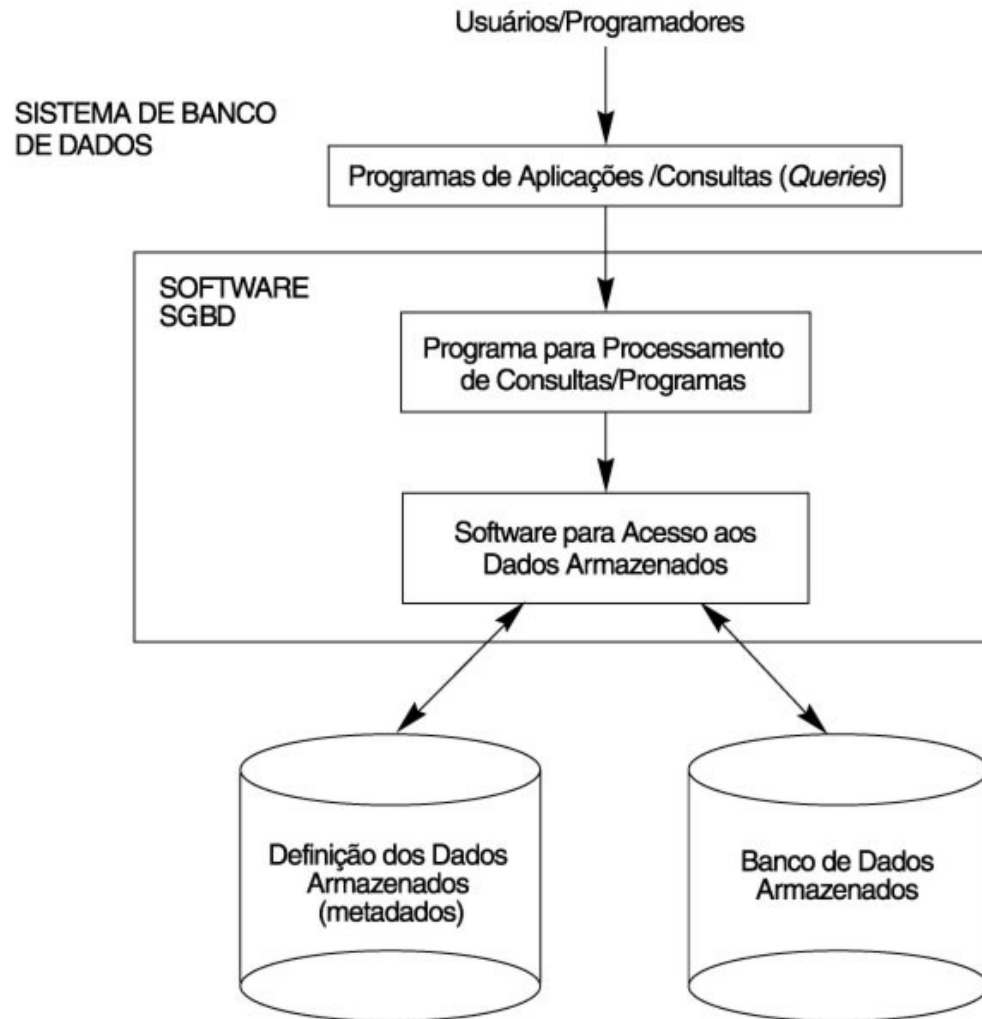 Usuários/Programadores
SISTEMA DE BANCO
DE DADOS
Programas de Aplicações /Consultas (Queries)
SOFTWARE
SGBD
Programa para Processamento
de Consultas/Programas
Software para Acesso aos
Dados Armazenados
Definição dos Dados
Armazenados
(metadados)
Banco de Dados
Armazenados